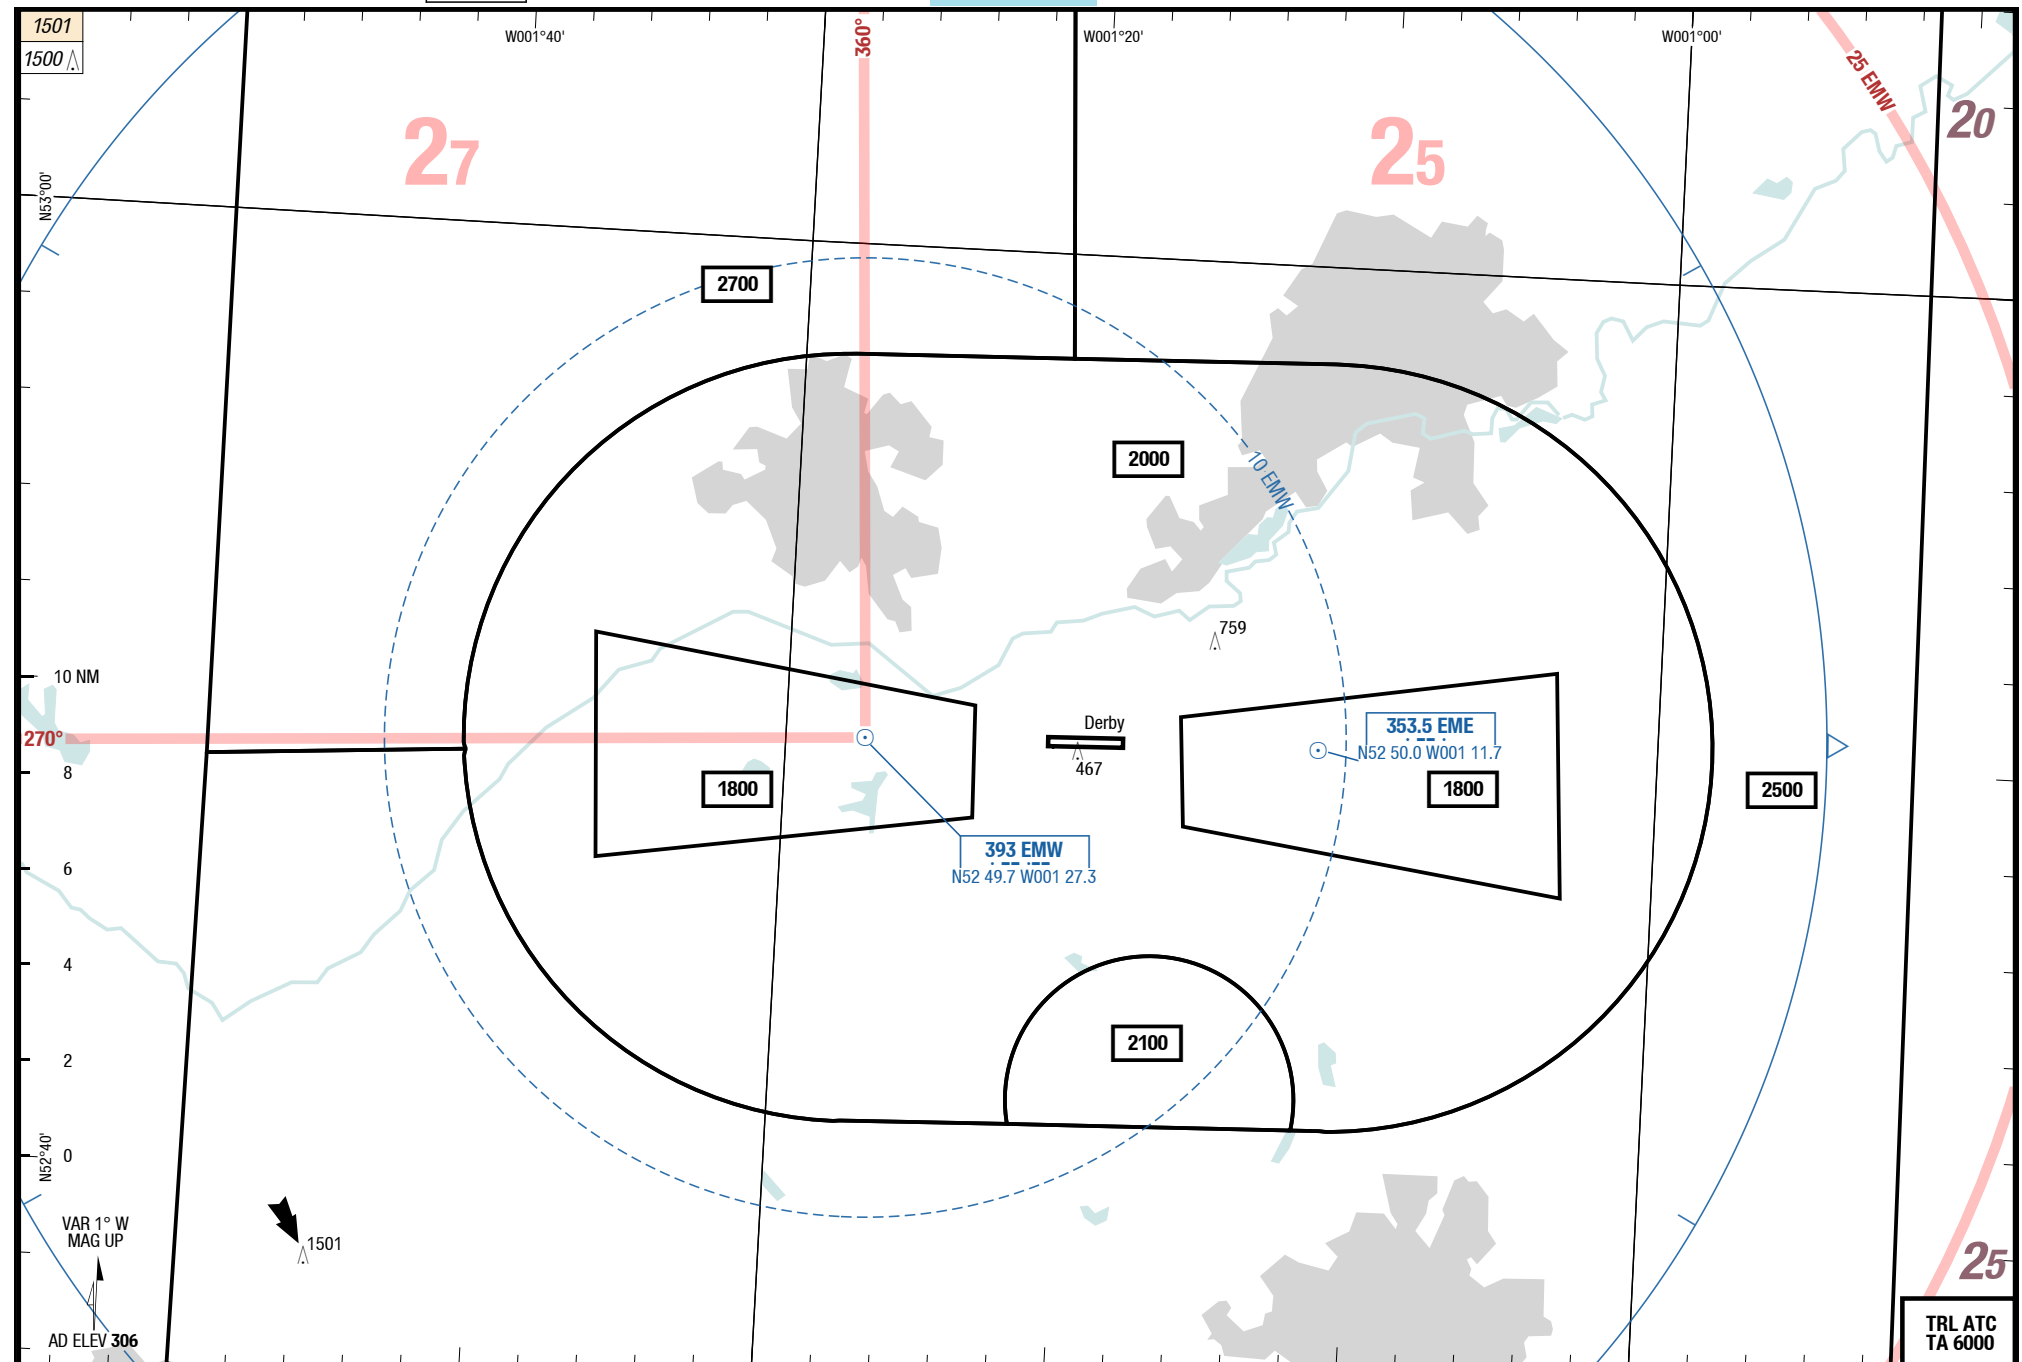 1501
1500
W001°40'
360°
W001°20'
W001°00'
25 EMW
27
25
20
N53°00'
2700
2000
10 EMW
759
10 NM
Derby
353.5 EME
N52 50.0 W001 11.7
270°
467
8
1800
1800
2500
393 EMW
N52 49.7 W001 27.3
6
4
2100
2
N52°40'
0
VAR 1° W
MAG UP
1501
25
AD ELEV 306
TRL ATC
TA 6000